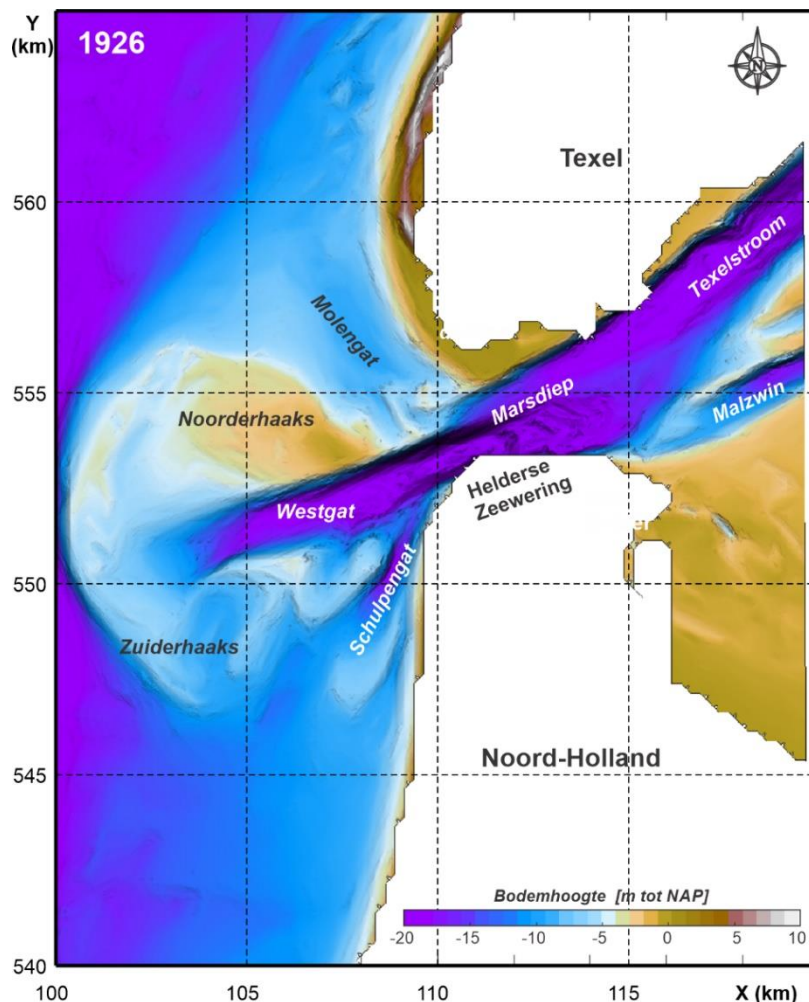 Y
(km)
1926
N
Texel
560
Texelstroom
Molengat
555
Marsdiep
Malzwin
Noorderhaaks
Helderse
Zeewering
Westgat
550
Schulpengat
Zuiderhaaks
Noord-Holland
545
Bodemhoogte [m tot NAP]
-20 -15 -10 -5 0 5 10
540
100 105 110 115 X (km)